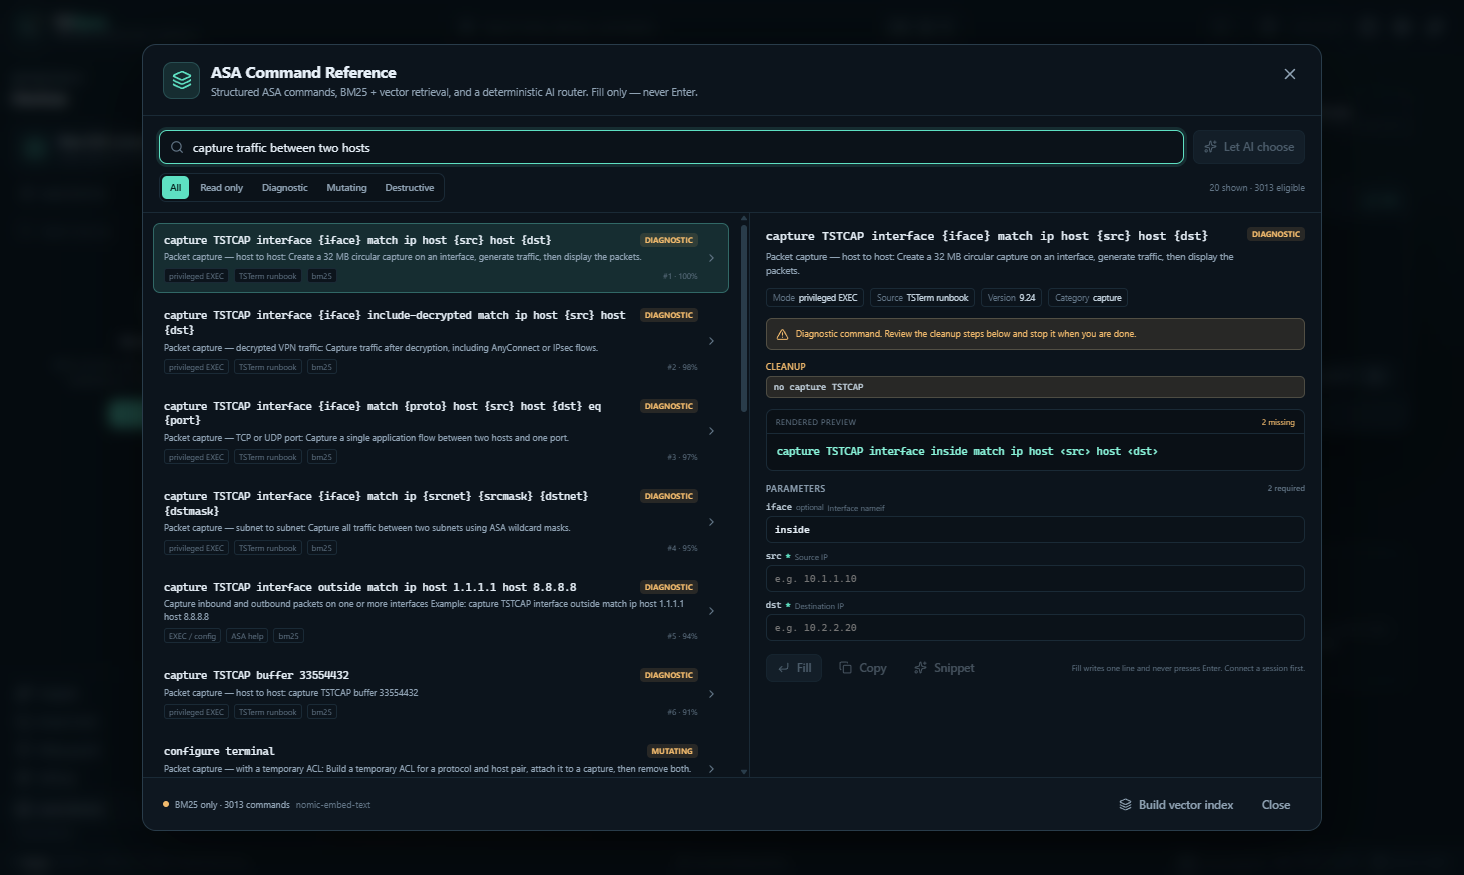 ASA Command Reference
Structured ASA commands, BM25 + vector retrieval, and a deterministic AI router. Fill only — never Enter.
capture traffic between two hosts
Let AI choose
All Read only Diagnostic Mutating Destructive
20 shown · 3013 eligible
capture TSTCAP interface {iface} match ip host {src} host {dst}
DIAGNOSTIC
Packet capture — host to host: Create a 32 MB circular capture on an interface, generate traffic, then display the packets.
privileged EXEC TSTerm runbook bm25
#1 · 100%
capture TSTCAP interface {iface} include-decrypted match ip host {src} host
{dst}
DIAGNOSTIC
Packet capture — decrypted VPN traffic: Capture traffic after decryption, including AnyConnect or IPsec flows.
privileged EXEC TSTerm runbook bm25
#2 · 98%
capture TSTCAP interface {iface} match {proto} host {src} host {dst} eq
{port}
DIAGNOSTIC
Packet capture — TCP or UDP port: Capture a single application flow between two hosts and one port.
privileged EXEC TSTerm runbook bm25
#3 · 97%
capture TSTCAP interface {iface} match ip {srcnet} {srcmask} {dstnet}
{dstmask}
DIAGNOSTIC
Packet capture — subnet to subnet: Capture all traffic between two subnets using ASA wildcard masks.
privileged EXEC TSTerm runbook bm25
#4 · 95%
capture TSTCAP interface outside match ip host 1.1.1.1 host 8.8.8.8
DIAGNOSTIC
Capture inbound and outbound packets on one or more interfaces Example: capture TSTCAP interface outside match ip host 1.1.1.1
host 8.8.8.8
EXEC / config ASA help bm25
#5 · 94%
capture TSTCAP buffer 33554432
DIAGNOSTIC
Packet capture — host to host: capture TSTCAP buffer 33554432
privileged EXEC TSTerm runbook bm25
#6 · 91%
configure terminal
MUTATING
Packet capture — with a temporary ACL: Build a temporary ACL for a protocol and host pair, attach it to a capture, then remove both.
capture TSTCAP interface {iface} match ip host {src} host {dst}
DIAGNOSTIC
Packet capture — host to host: Create a 32 MB circular capture on an interface, generate traffic, then display the
packets.
Mode privileged EXEC Source TSTerm runbook Version 9.24 Category capture
Diagnostic command. Review the cleanup steps below and stop it when you are done.
CLEANUP
no capture TSTCAP
RENDERED PREVIEW
2 missing
capture TSTCAP interface inside match ip host ‹src› host ‹dst›
PARAMETERS
2 required
iface optional Interface nameif
inside
src * Source IP
e.g. 10.1.1.10
dst * Destination IP
e.g. 10.2.2.20
Fill Copy Snippet
Fill writes one line and never presses Enter. Connect a session first.
BM25 only · 3013 commands nomic-embed-text
Build vector index
Close